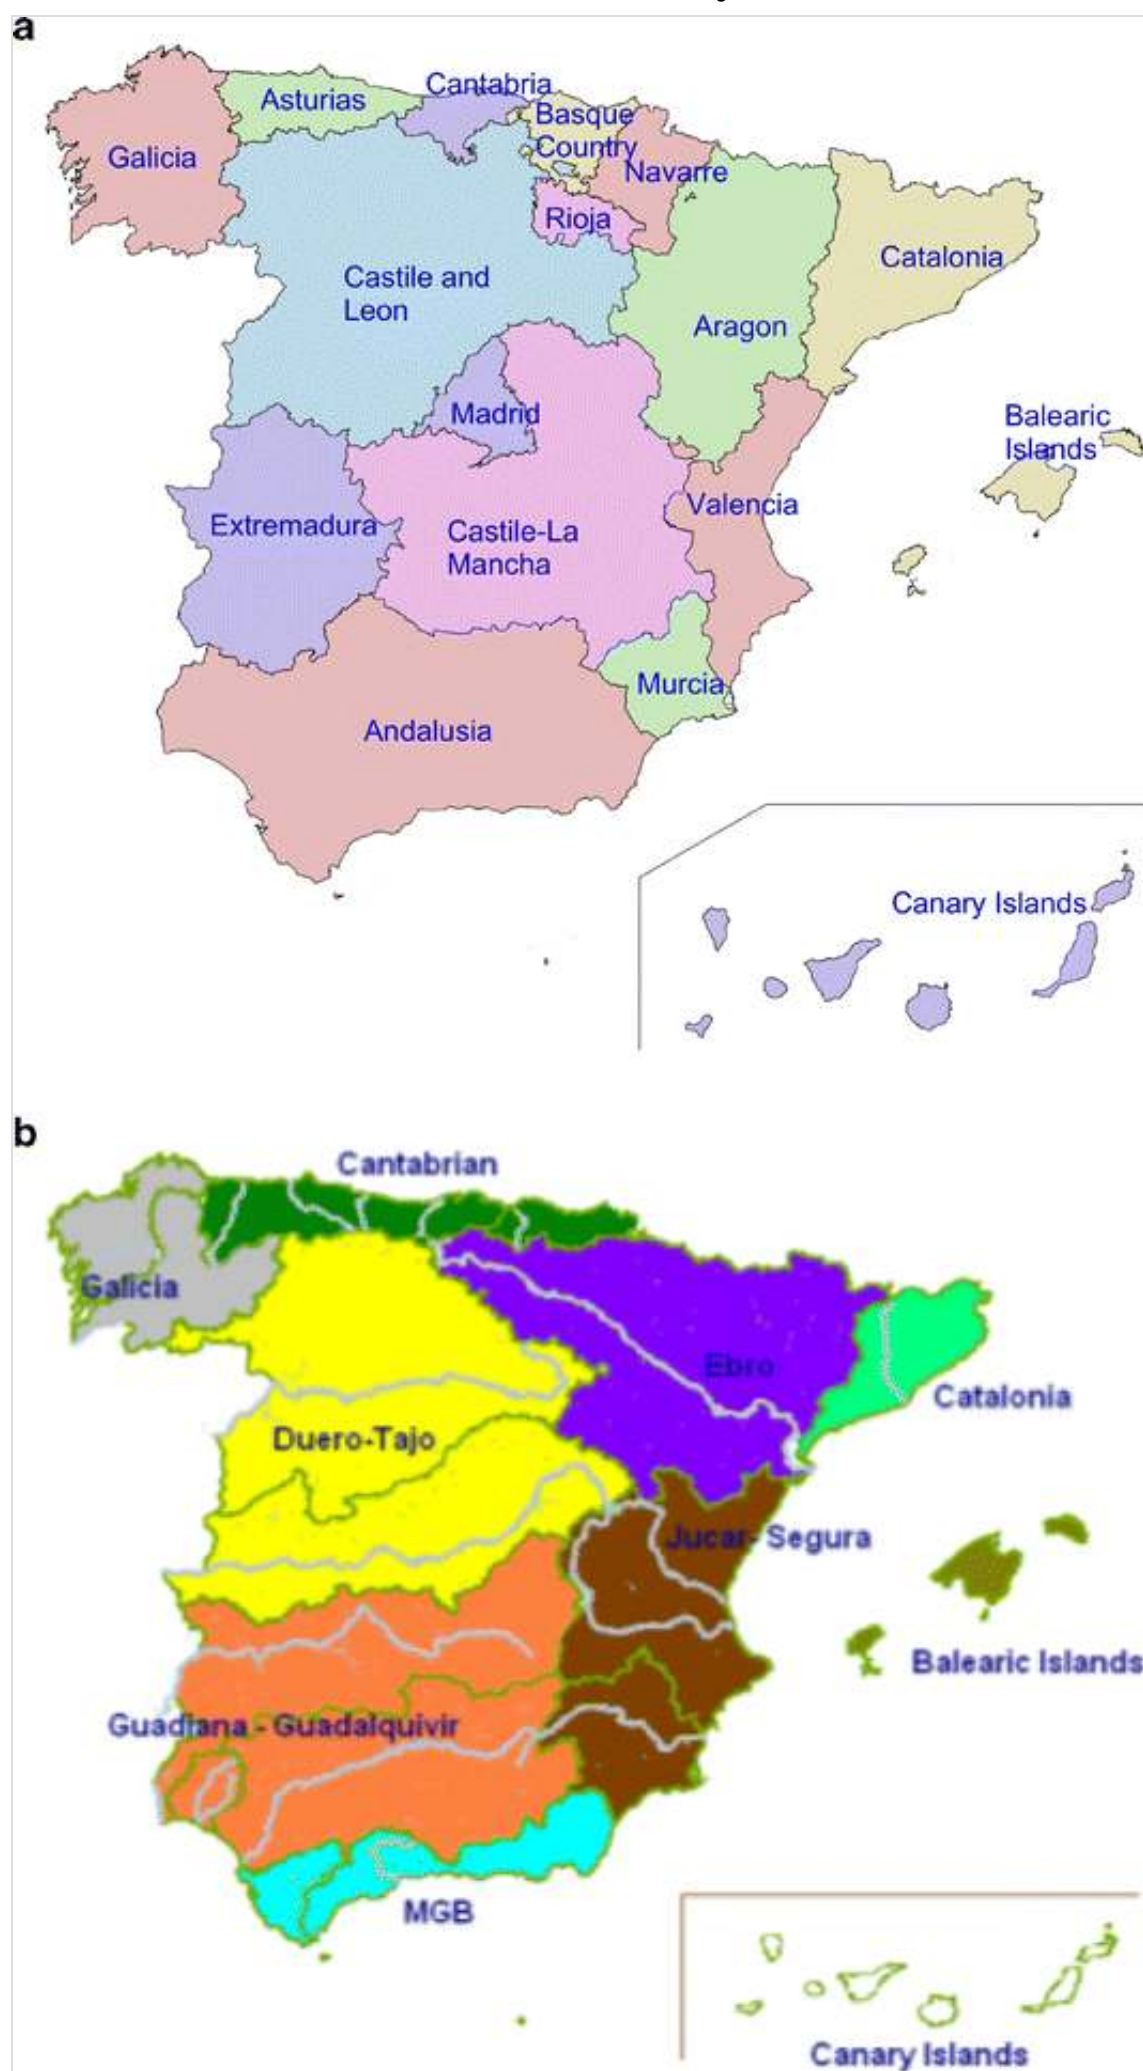 a
Cantabria
Asturias
Basque
Country
Galicia
Navarre
Rioja
Catalonia
Castile and
Leon
Aragon
Madrid
Balearic
Islands
Valencia
Extremadura
Castile-La
Mancha
Murcia
Andalusia
Canary Islands
b
Cantabrian
Galicia
Ebro
Catalonia
Duero-Tajo
Jucar- Segura
Balearic Islands
Guadiana - Guadalquivir
MGB
Canary Islands